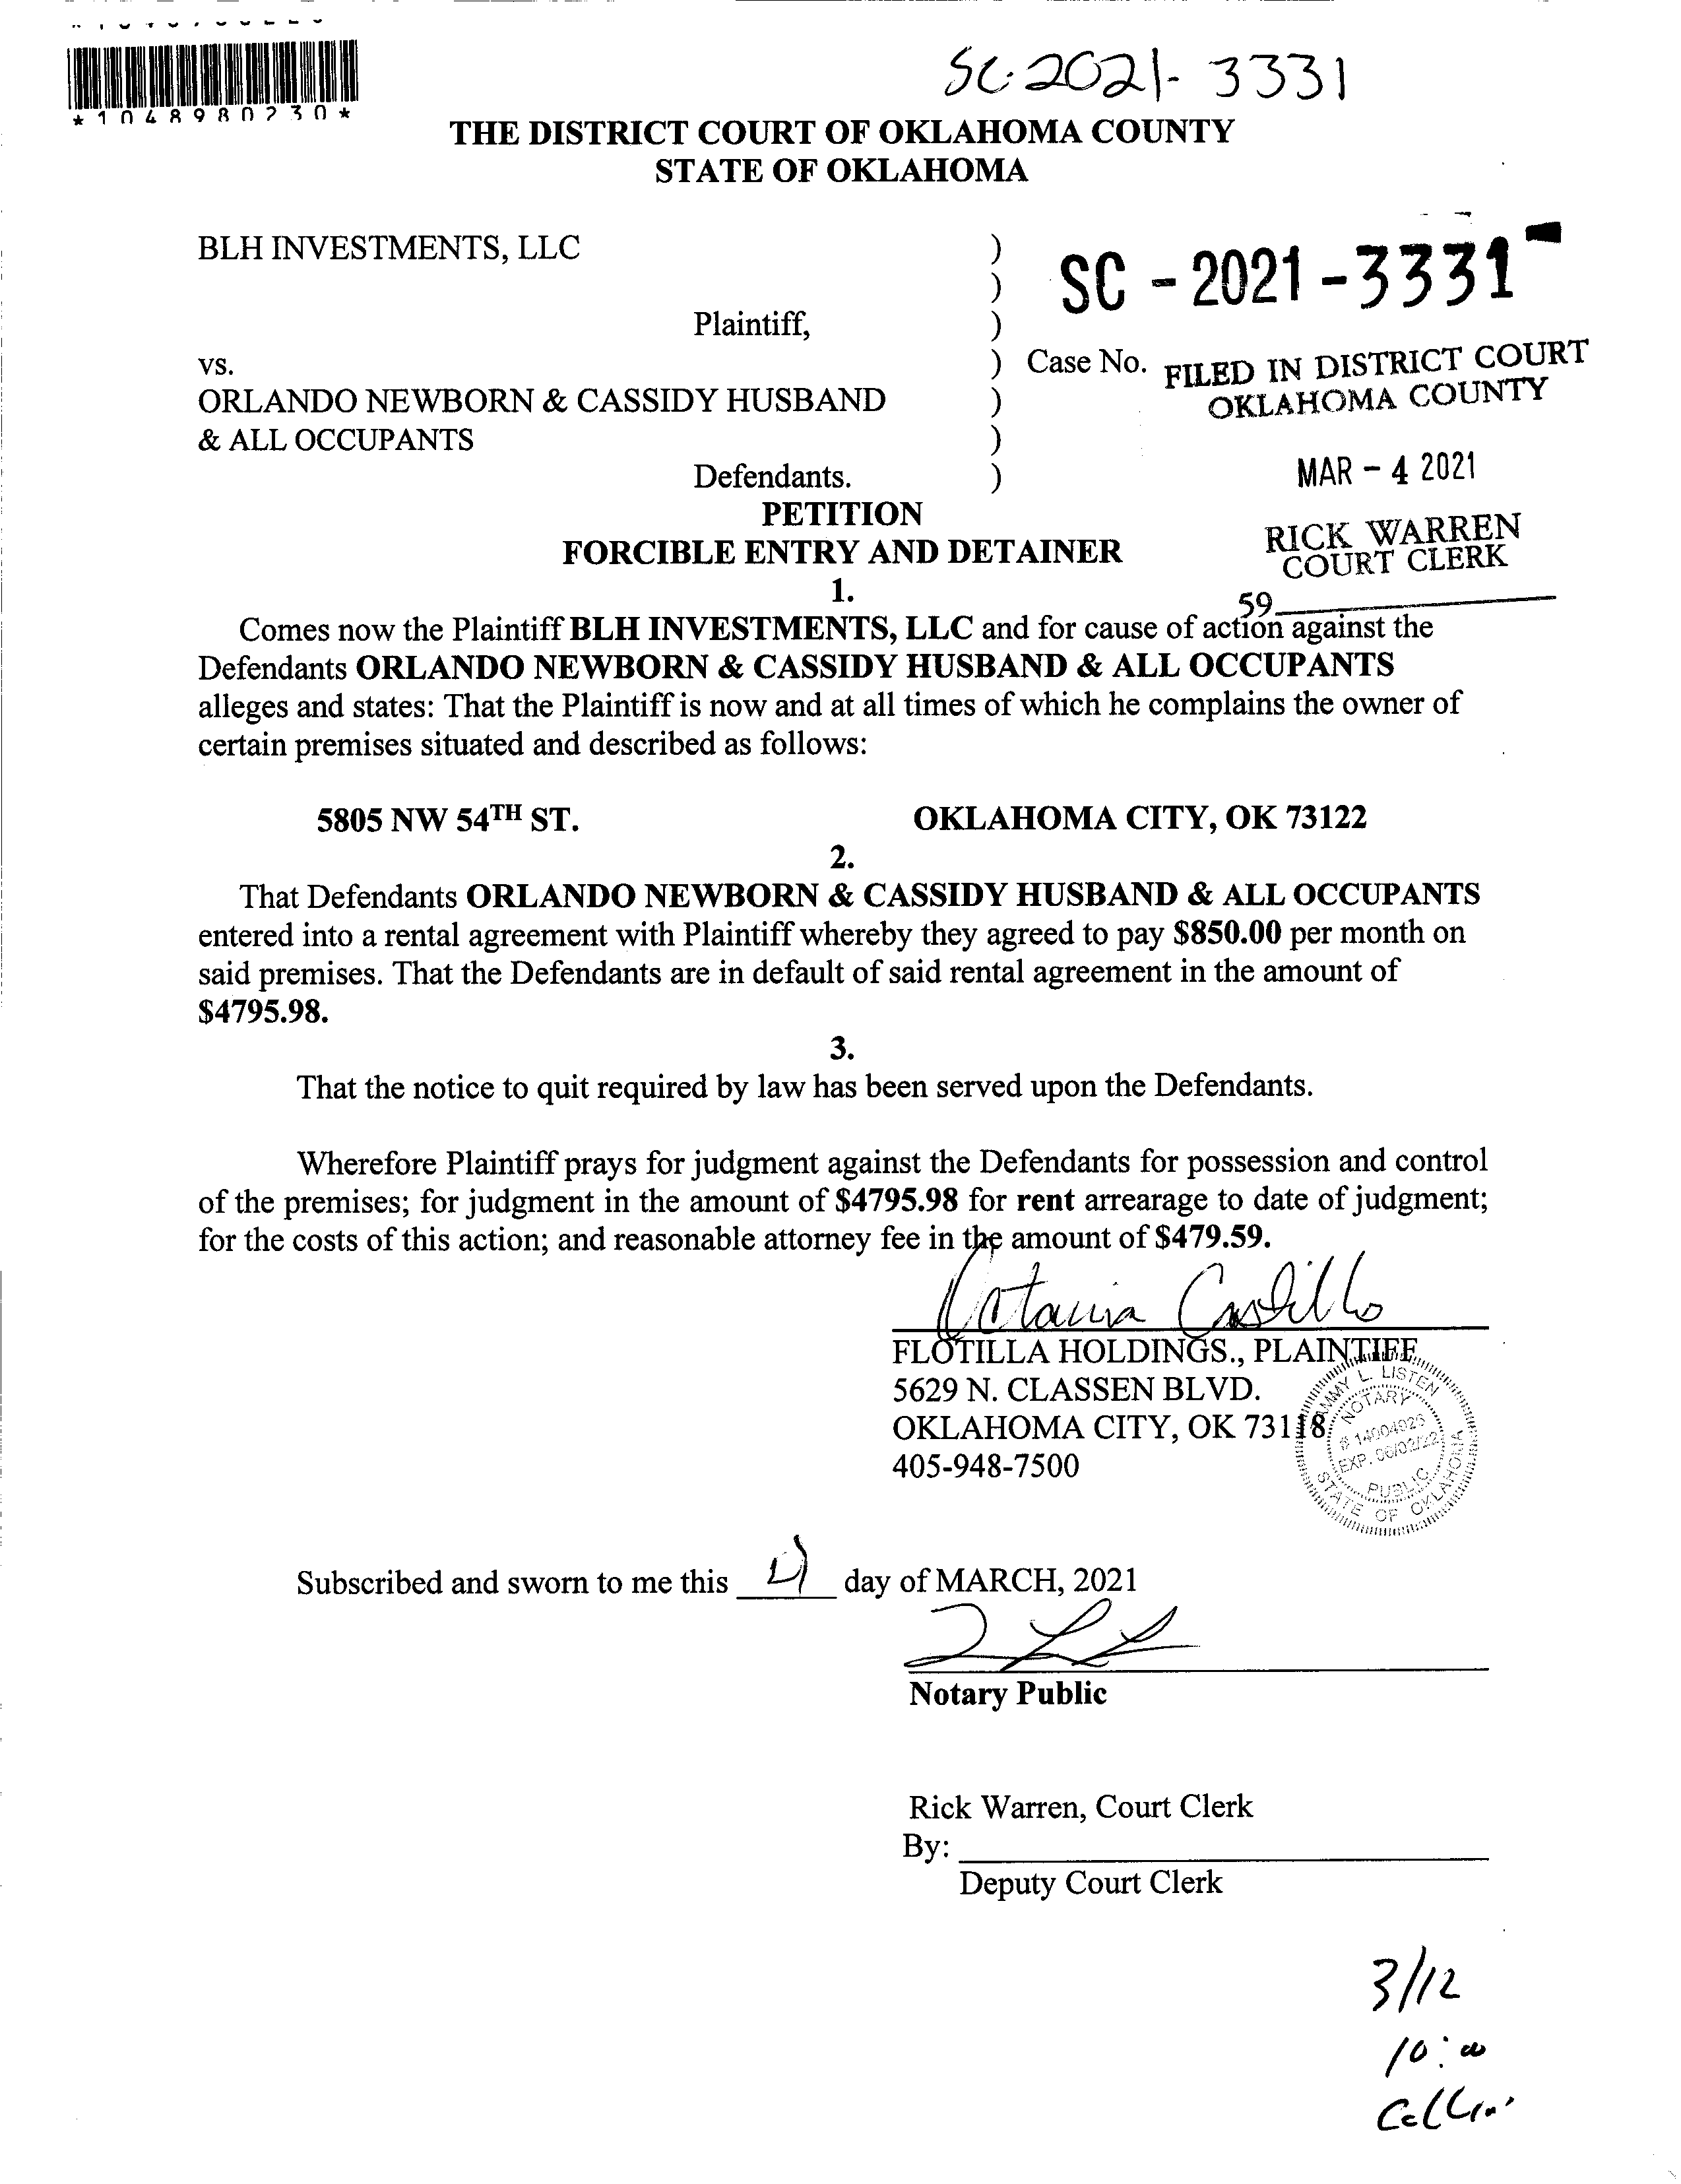 *1048980230*
SC-2021-3331
THE DISTRICT COURT OF OKLAHOMA COUNTY
STATE OF OKLAHOMA
BLH INVESTMENTS, LLC )
)
SC - 2021 - 3331
Plaintiff, )
vs. ) Case No.
FILED IN DISTRICT COURT
OKLAHOMA COUNTY
ORLANDO NEWBORN & CASSIDY HUSBAND )
& ALL OCCUPANTS )
Defendants. )
MAR - 4 2021
PETITION
FORCIBLE ENTRY AND DETAINER
RICK WARREN
COURT CLERK
1.
59
Comes now the Plaintiff BLH INVESTMENTS, LLC and for cause of action against the
Defendants ORLANDO NEWBORN & CASSIDY HUSBAND & ALL OCCUPANTS
alleges and states: That the Plaintiff is now and at all times of which he complains the owner of
certain premises situated and described as follows:
5805 NW 54TH ST. OKLAHOMA CITY, OK 73122
2.
That Defendants ORLANDO NEWBORN & CASSIDY HUSBAND & ALL OCCUPANTS
entered into a rental agreement with Plaintiff whereby they agreed to pay $850.00 per month on
said premises. That the Defendants are in default of said rental agreement in the amount of
$4795.98.
3.
That the notice to quit required by law has been served upon the Defendants.
Wherefore Plaintiff prays for judgment against the Defendants for possession and control
of the premises; for judgment in the amount of $4795.98 for rent arrearage to date of judgment;
for the costs of this action; and reasonable attorney fee in the amount of $479.59.
Castillo
FLOTILLA HOLDINGS., PLAINTIFF
5629 N. CLASSEN BLVD.
OKLAHOMA CITY, OK 73118
405-948-7500
TAMMY L. LISTEN
NOTARY
# 14004023
EXP. 06/02/22
PUBLIC
STATE OF OKLAHOMA
Subscribed and sworn to me this 4 day of MARCH, 2021
Notary Public
Rick Warren, Court Clerk
By:
Deputy Court Clerk
3/12
10:00